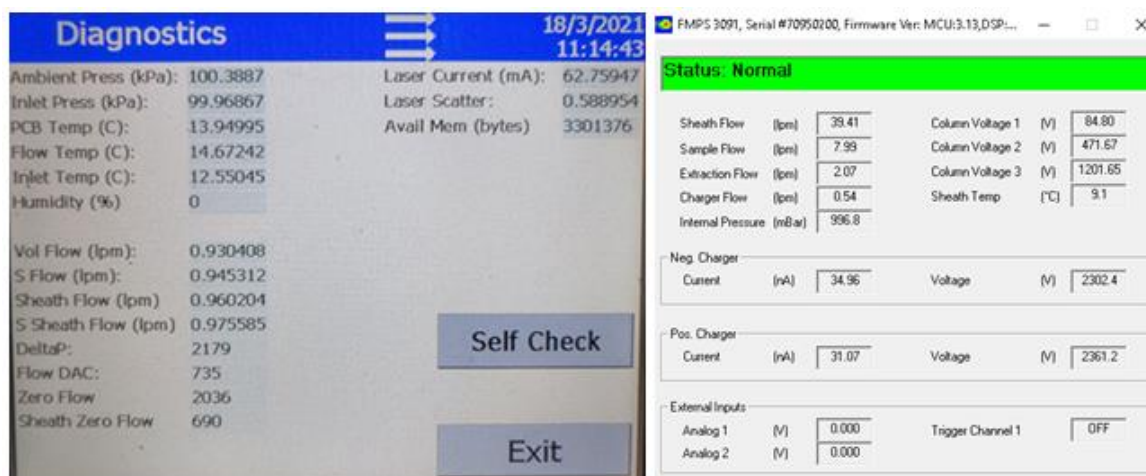 Diagnostics
18/3/2021
11:14:43
Ambient Press (kPa): 100.3887
Inlet Press (kPa): 99.96867
PCB Temp (C): 13.94995
Flow Temp (C): 14.67242
Inlet Temp (C): 12.55045
Humidity (%) 0
Vol Flow (lpm): 0.930408
S Flow (lpm): 0.945312
Sheath Flow (lpm) 0.960204
S Sheath Flow (lpm) 0.975585
DeltaP: 2179
Flow DAC: 735
Zero Flow 2036
Sheath Zero Flow 690
Laser Current (mA): 62.75947
Laser Scatter: 0.588954
Avail Mem (bytes) 3301376
Self Check
Exit
FMPS 3091, Serial #70950200, Firmware Ver: MCU:3.13,DSP:...
Status: Normal
Sheath Flow (lpm) 39.41
Sample Flow (lpm) 7.99
Extraction Flow (lpm) 2.07
Charger Flow (lpm) 0.54
Internal Pressure (mBar) 996.8
Column Voltage 1 (V) 84.80
Column Voltage 2 (V) 471.67
Column Voltage 3 (V) 1201.65
Sheath Temp (°C) 9.1
Neg. Charger
Current (nA) 34.96 Voltage (V) 2302.4
Pos. Charger
Current (nA) 31.07 Voltage (V) 2361.2
External Inputs
Analog 1 (V) 0.000 Trigger Channel 1 OFF
Analog 2 (V) 0.000